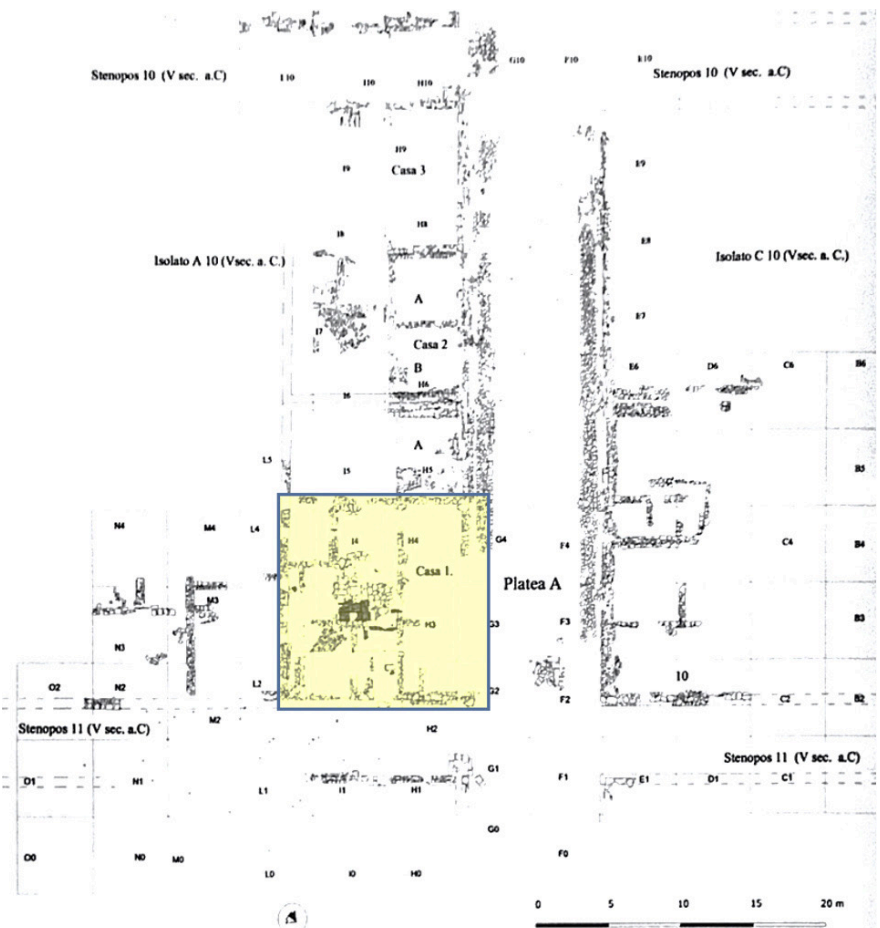 G10 F10 E10
Stenopos 10 (V sec. a.C) I10 I10 H10 Stenopos 10 (V sec. a.C)
H9
I9 Casa 3 E9
I8 H8 E8
Isolato A 10 (Vsec. a. C.) Isolato C 10 (Vsec. a. C.)
A
I7 E7
Casa 2
B E6 D6 C6 B6
H6
I6
A
L5 I5 H5 B5
N4 M4 L4 I4 H4 G4 F4 C4 B4
Casa 1.
Platea A
M3
H3 G3 F3 B3
N3
10
O2 N2 L2 G2 F2 C2 B2
M2
Stenopos 11 (V sec. a.C) H2 Stenopos 11 (V sec. a.C)
G1
O1 N1 L1 I1 H1 F1 E1 D1 C1
G0
O0 N0 M0 F0
L0 I0 H0
0 5 10 15 20 m